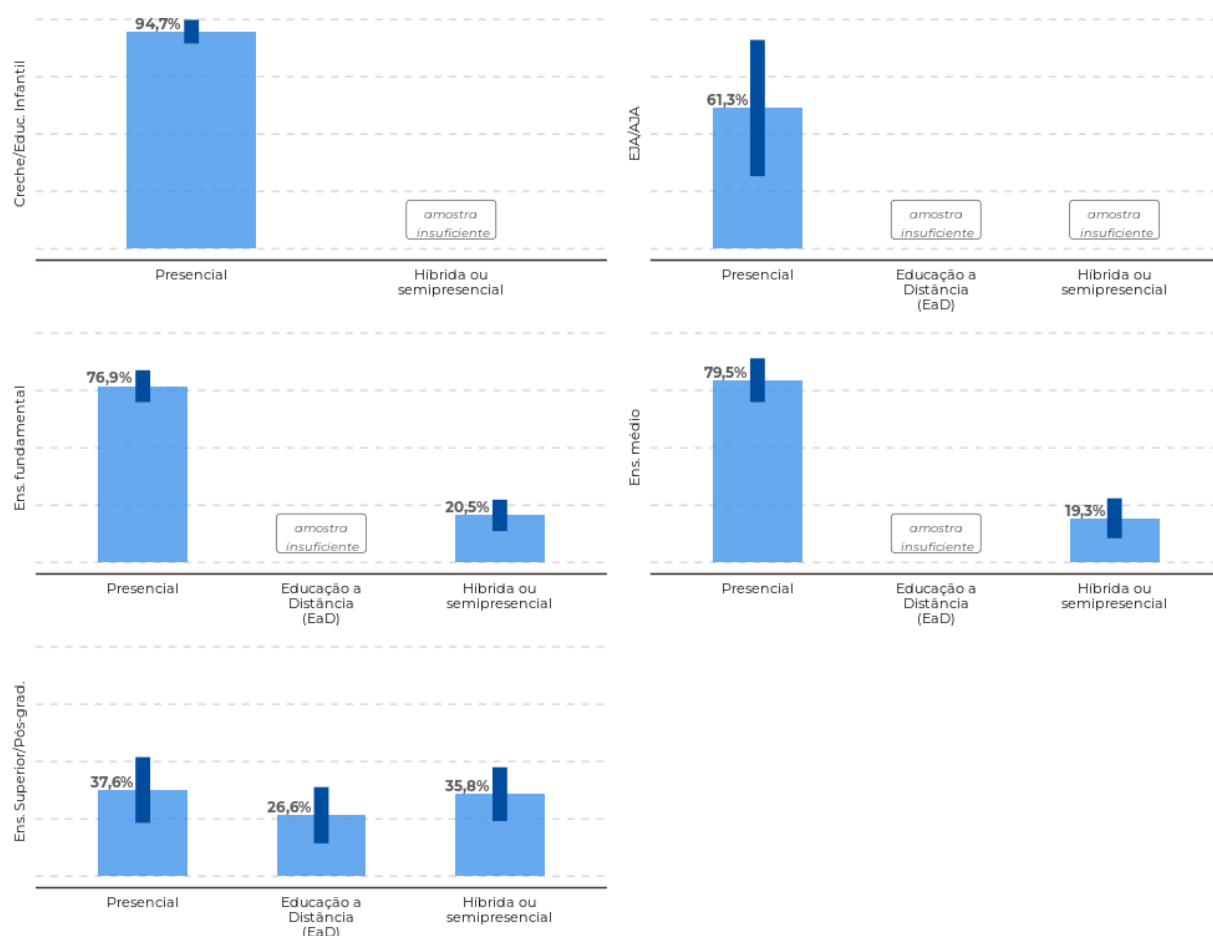 Creche/Educ. Infantil
94,7%
amostra
insuficiente
Presencial
Híbrida ou
semipresencial
EJA/AJA
61,3%
amostra
insuficiente
amostra
insuficiente
Presencial
Educação a
Distância
(EaD)
Híbrida ou
semipresencial
Ens. fundamental
76,9%
amostra
insuficiente
20,5%
Presencial
Educação a
Distância
(EaD)
Híbrida ou
semipresencial
Ens. médio
79,5%
amostra
insuficiente
19,3%
Presencial
Educação a
Distância
(EaD)
Híbrida ou
semipresencial
Ens. Superior/Pós-grad.
37,6%
26,6%
35,8%
Presencial
Educação a
Distância
(EaD)
Híbrida ou
semipresencial